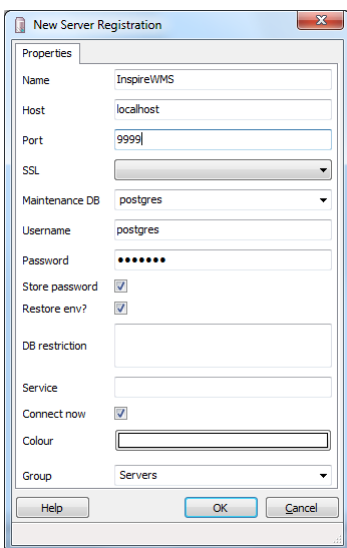 New Server Registration
Properties
Name InspireWMS
Host localhost
Port 9999
SSL
Maintenance DB postgres
Username postgres
Password •••••••
Store password
Restore env?
DB restriction
Service
Connect now
Colour
Group Servers
Help OK Cancel